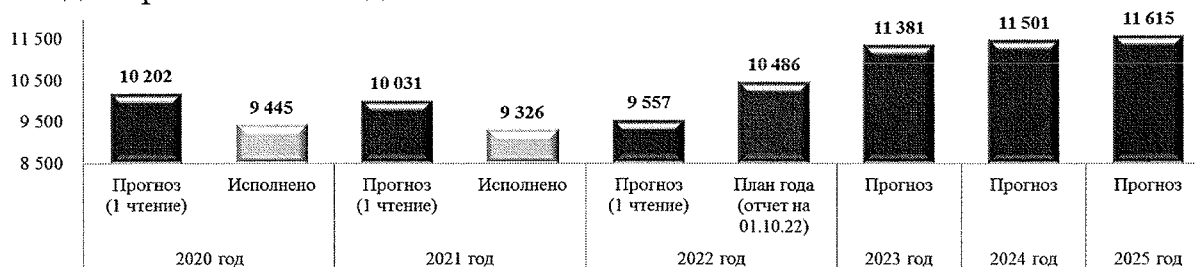 11 500
10 500
9 500
8 500
10 202
9 445
10 031
9 326
9 557
10 486
11 381
11 501
11 615
Прогноз
(1 чтение)
Исполнено
Прогноз
(1 чтение)
Исполнено
Прогноз
(1 чтение)
План года
(отчет на
01.10.22)
Прогноз
Прогноз
Прогноз
2020 год
2021 год
2022 год
2023 год
2024 год
2025 год